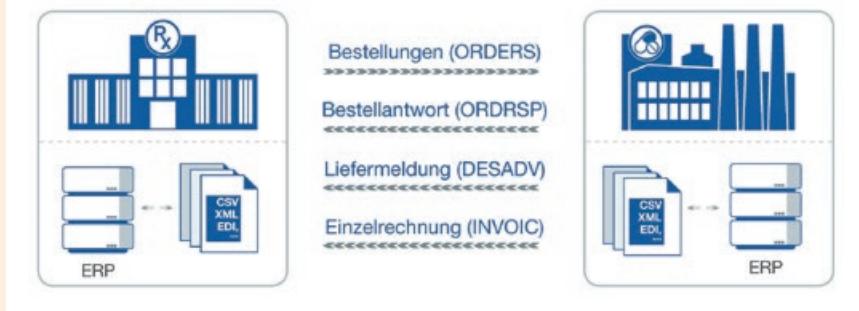 Rx
Bestellungen (ORDERS)
Bestellantwort (ORDRSP)
Liefermeldung (DESADV)
Einzelrechnung (INVOIC)
CSV
XML
EDI,
ERP
CSV
XML
EDI,
ERP